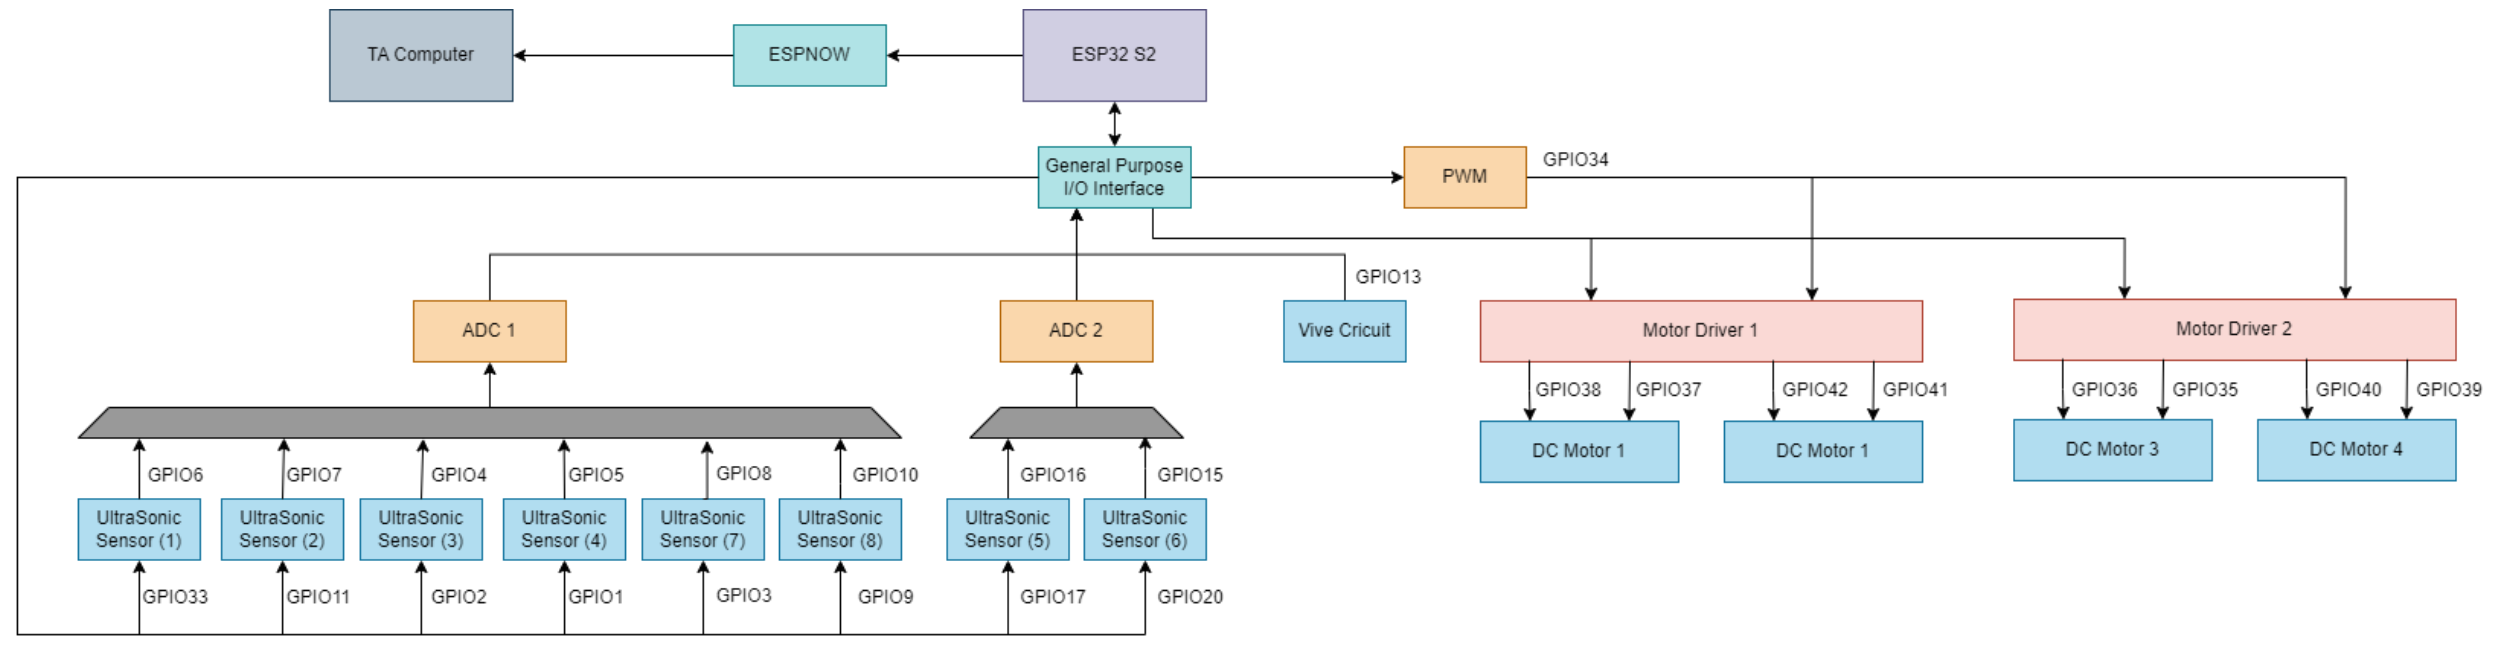 TA Computer
ESPNOW
ESP32 S2
General Purpose
I/O Interface
PWM
GPIO34
GPIO13
ADC 1
ADC 2
Vive Cricuit
Motor Driver 1
Motor Driver 2
GPIO38
GPIO37
GPIO42
GPIO41
GPIO36
GPIO35
GPIO40
GPIO39
DC Motor 1
DC Motor 1
DC Motor 3
DC Motor 4
GPIO6
GPIO7
GPIO4
GPIO5
GPIO8
GPIO10
GPIO16
GPIO15
UltraSonic
Sensor (1)
UltraSonic
Sensor (2)
UltraSonic
Sensor (3)
UltraSonic
Sensor (4)
UltraSonic
Sensor (7)
UltraSonic
Sensor (8)
UltraSonic
Sensor (5)
UltraSonic
Sensor (6)
GPIO33
GPIO11
GPIO2
GPIO1
GPIO3
GPIO9
GPIO17
GPIO20